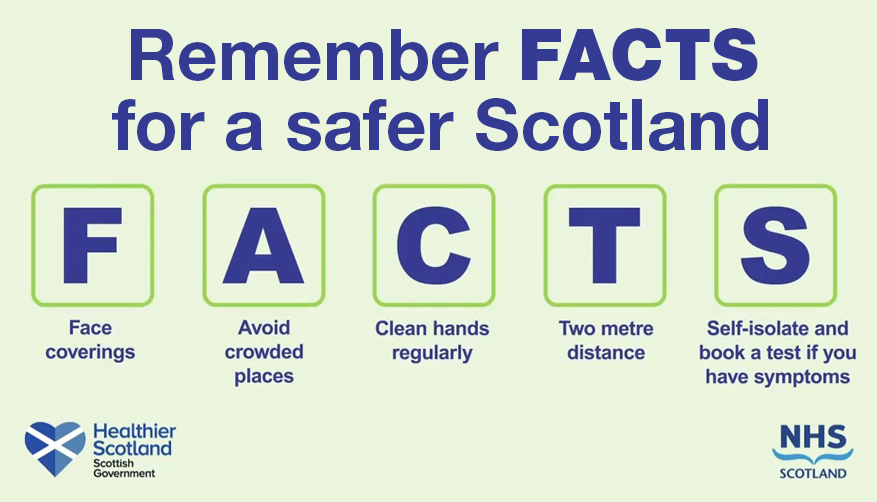 Remember FACTS
for a safer Scotland
F A C T S
Face
coverings
Avoid
crowded
places
Clean hands
regularly
Two metre
distance
Self-isolate and
book a test if you
have symptoms
Healthier
Scotland
Scottish
Government
NHS
SCOTLAND